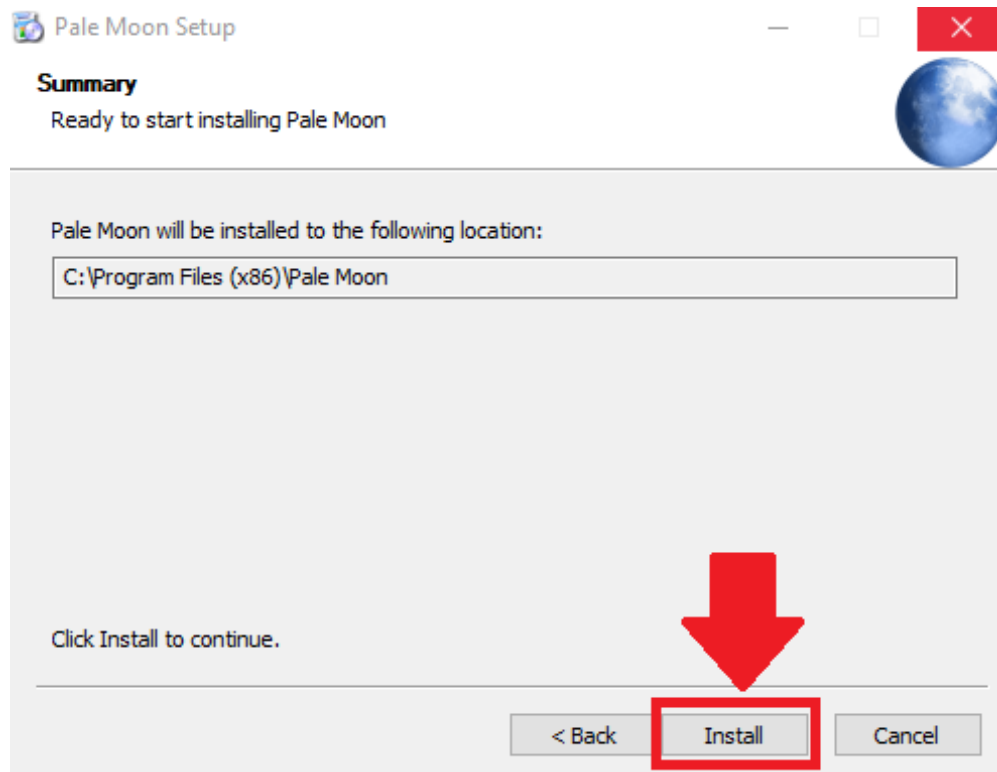 Pale Moon Setup
Summary
Ready to start installing Pale Moon
Pale Moon will be installed to the following location:
C:\Program Files (x86)\Pale Moon
Click Install to continue.
< Back Install Cancel